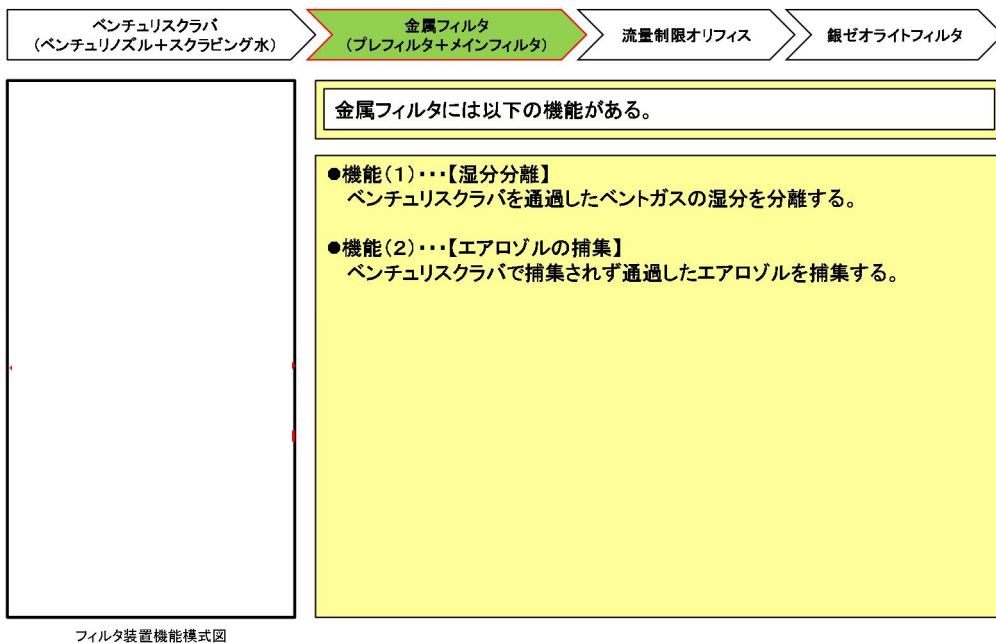 ベンチュリスクラバ
（ベンチュリノズル＋スクラビング水）
金属フィルタ
（プレフィルタ＋メインフィルタ）
流量制限オリフィス
銀ゼオライトフィルタ
金属フィルタには以下の機能がある。
●機能（１）・・・【湿分分離】
ベンチュリスクラバを通過したベントガスの湿分を分離する。
●機能（２）・・・【エアロゾルの捕集】
ベンチュリスクラバで捕集されず通過したエアロゾルを捕集する。
フィルタ装置機能模式図